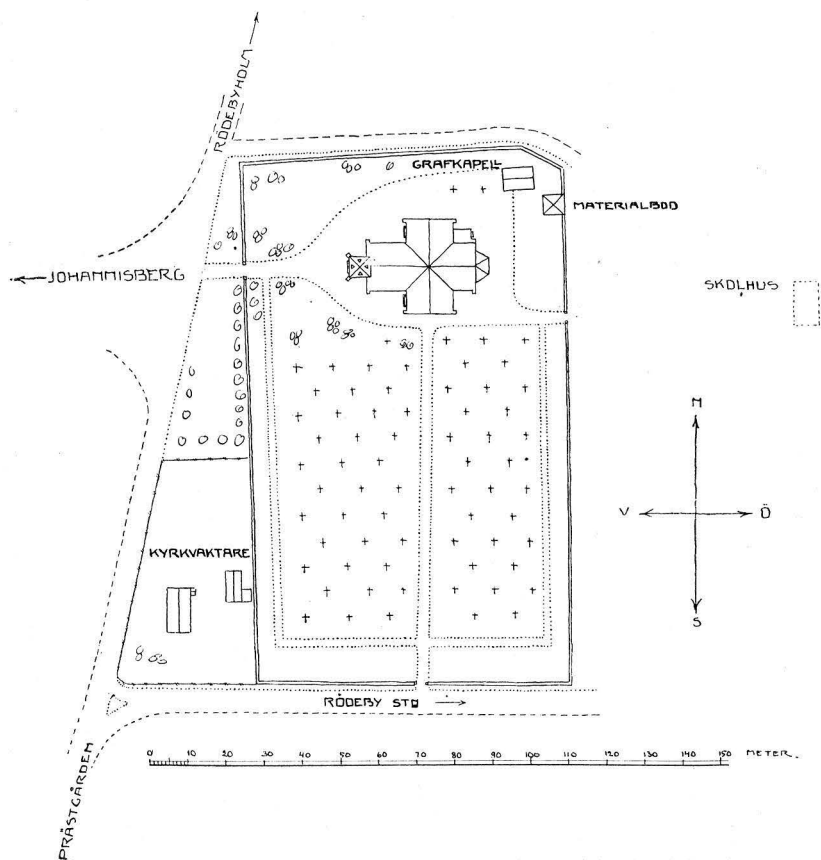 RÖDEBYHOLM
GRAFKAPELL
MATERIALBOD
JOHANNISBERG
SKOLHUS
N
V Ö
S
KYRKVAKTARE
RÖDEBY STN
PRÄSTGÅRDEN
0 10 20 30 40 50 60 70 80 90 100 110 120 130 140 150 METER.